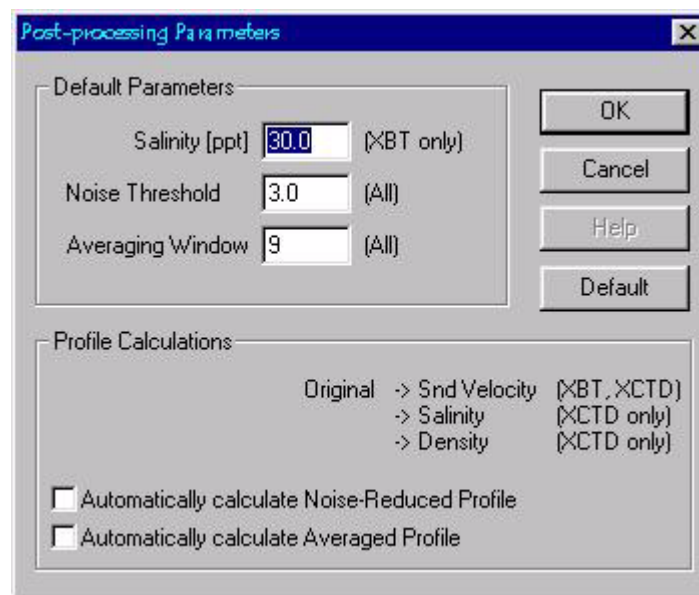 Post-processing Parameters
Default Parameters
Salinity [ppt] 30.0 (XBT only)
Noise Threshold 3.0 (All)
Averaging Window 9 (All)
OK
Cancel
Help
Default
Profile Calculations
Original -> Snd Velocity (XBT, XCTD)
-> Salinity (XCTD only)
-> Density (XCTD only)
Automatically calculate Noise-Reduced Profile
Automatically calculate Averaged Profile